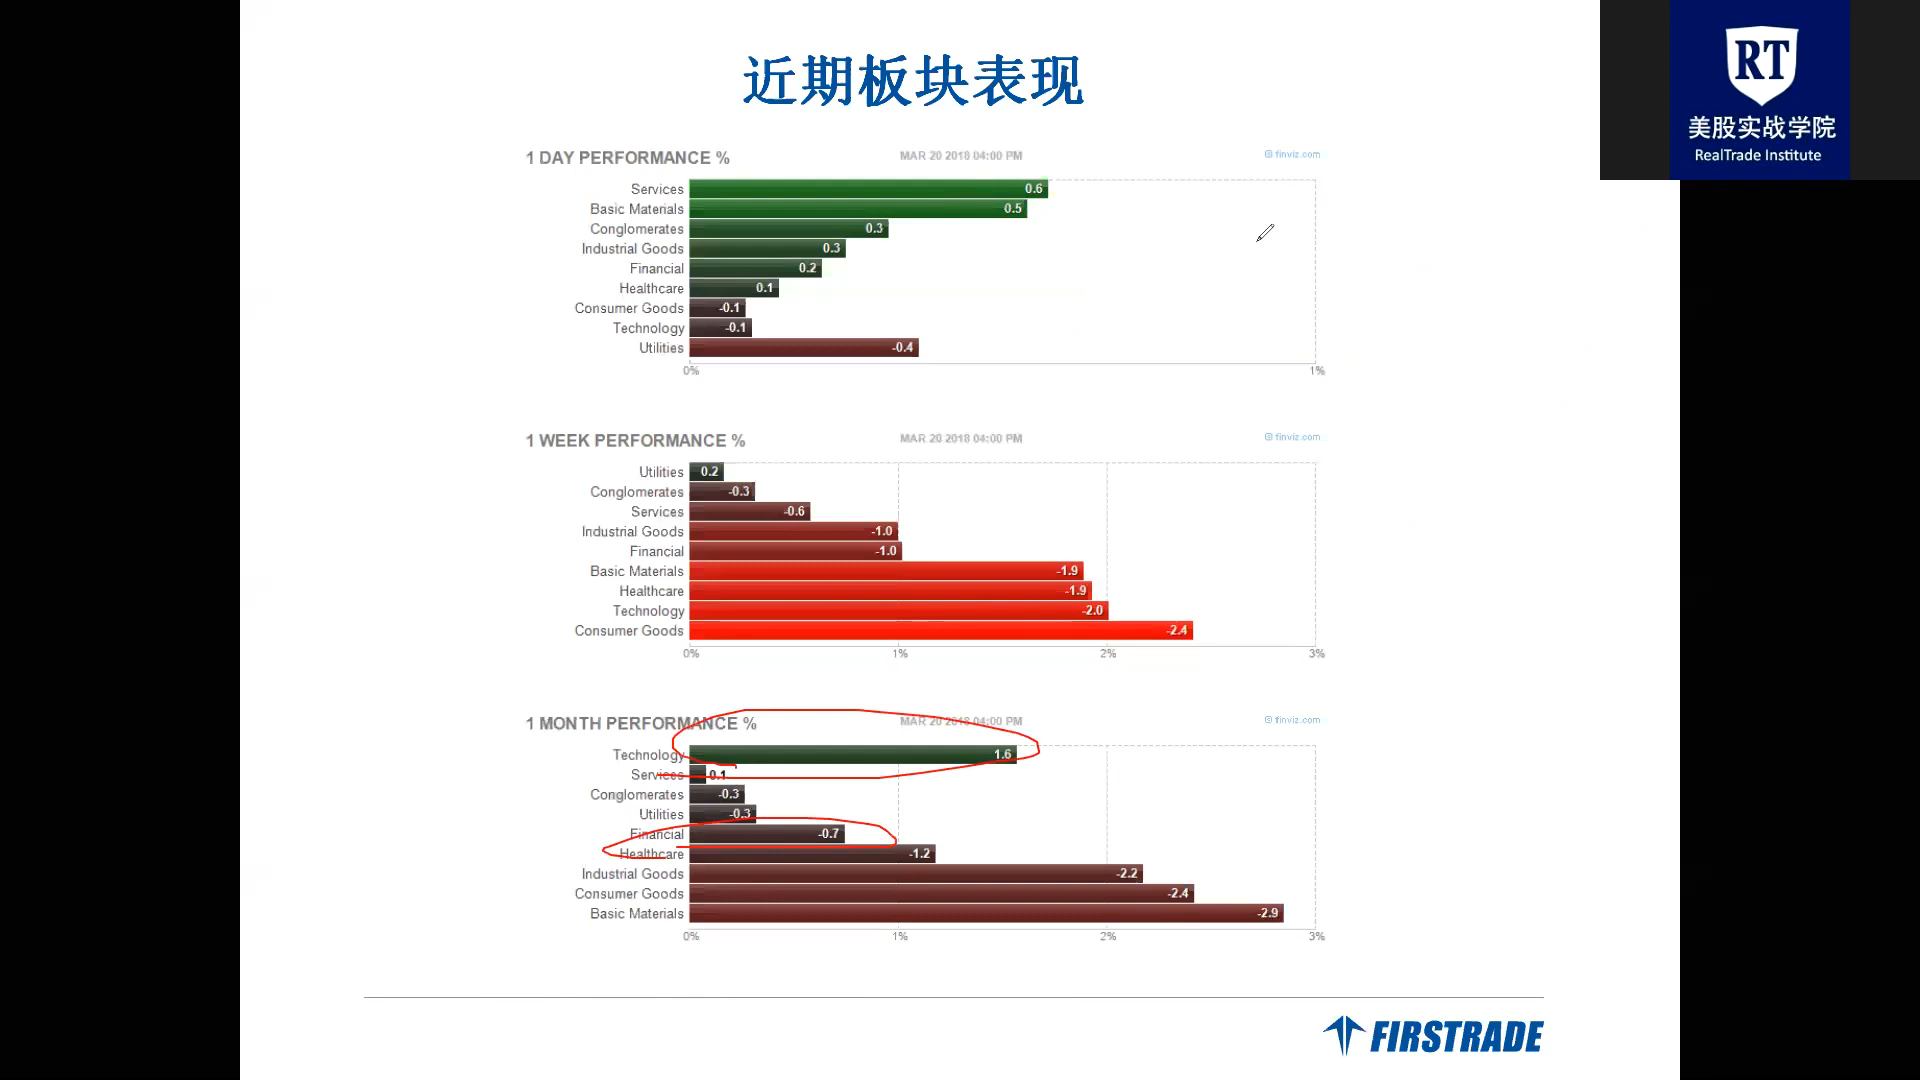 近期板块表现
RT
美股实战学院
RealTrade Institute
1 DAY PERFORMANCE %
MAR 20 2018 04:00 PM
© finviz.com
Services 0.6
Basic Materials 0.5
Conglomerates 0.3
Industrial Goods 0.3
Financial 0.2
Healthcare 0.1
Consumer Goods -0.1
Technology -0.1
Utilities -0.4
0% 1%
1 WEEK PERFORMANCE %
MAR 20 2018 04:00 PM
© finviz.com
Utilities 0.2
Conglomerates -0.3
Services -0.6
Industrial Goods -1.0
Financial -1.0
Basic Materials -1.9
Healthcare -1.9
Technology -2.0
Consumer Goods -2.4
0% 1% 2% 3%
1 MONTH PERFORMANCE %
MAR 20 2018 04:00 PM
© finviz.com
Technology 1.6
Services 0.1
Conglomerates -0.3
Utilities -0.3
Financial -0.7
Healthcare -1.2
Industrial Goods -2.2
Consumer Goods -2.4
Basic Materials -2.9
0% 1% 2% 3%
FIRSTRADE